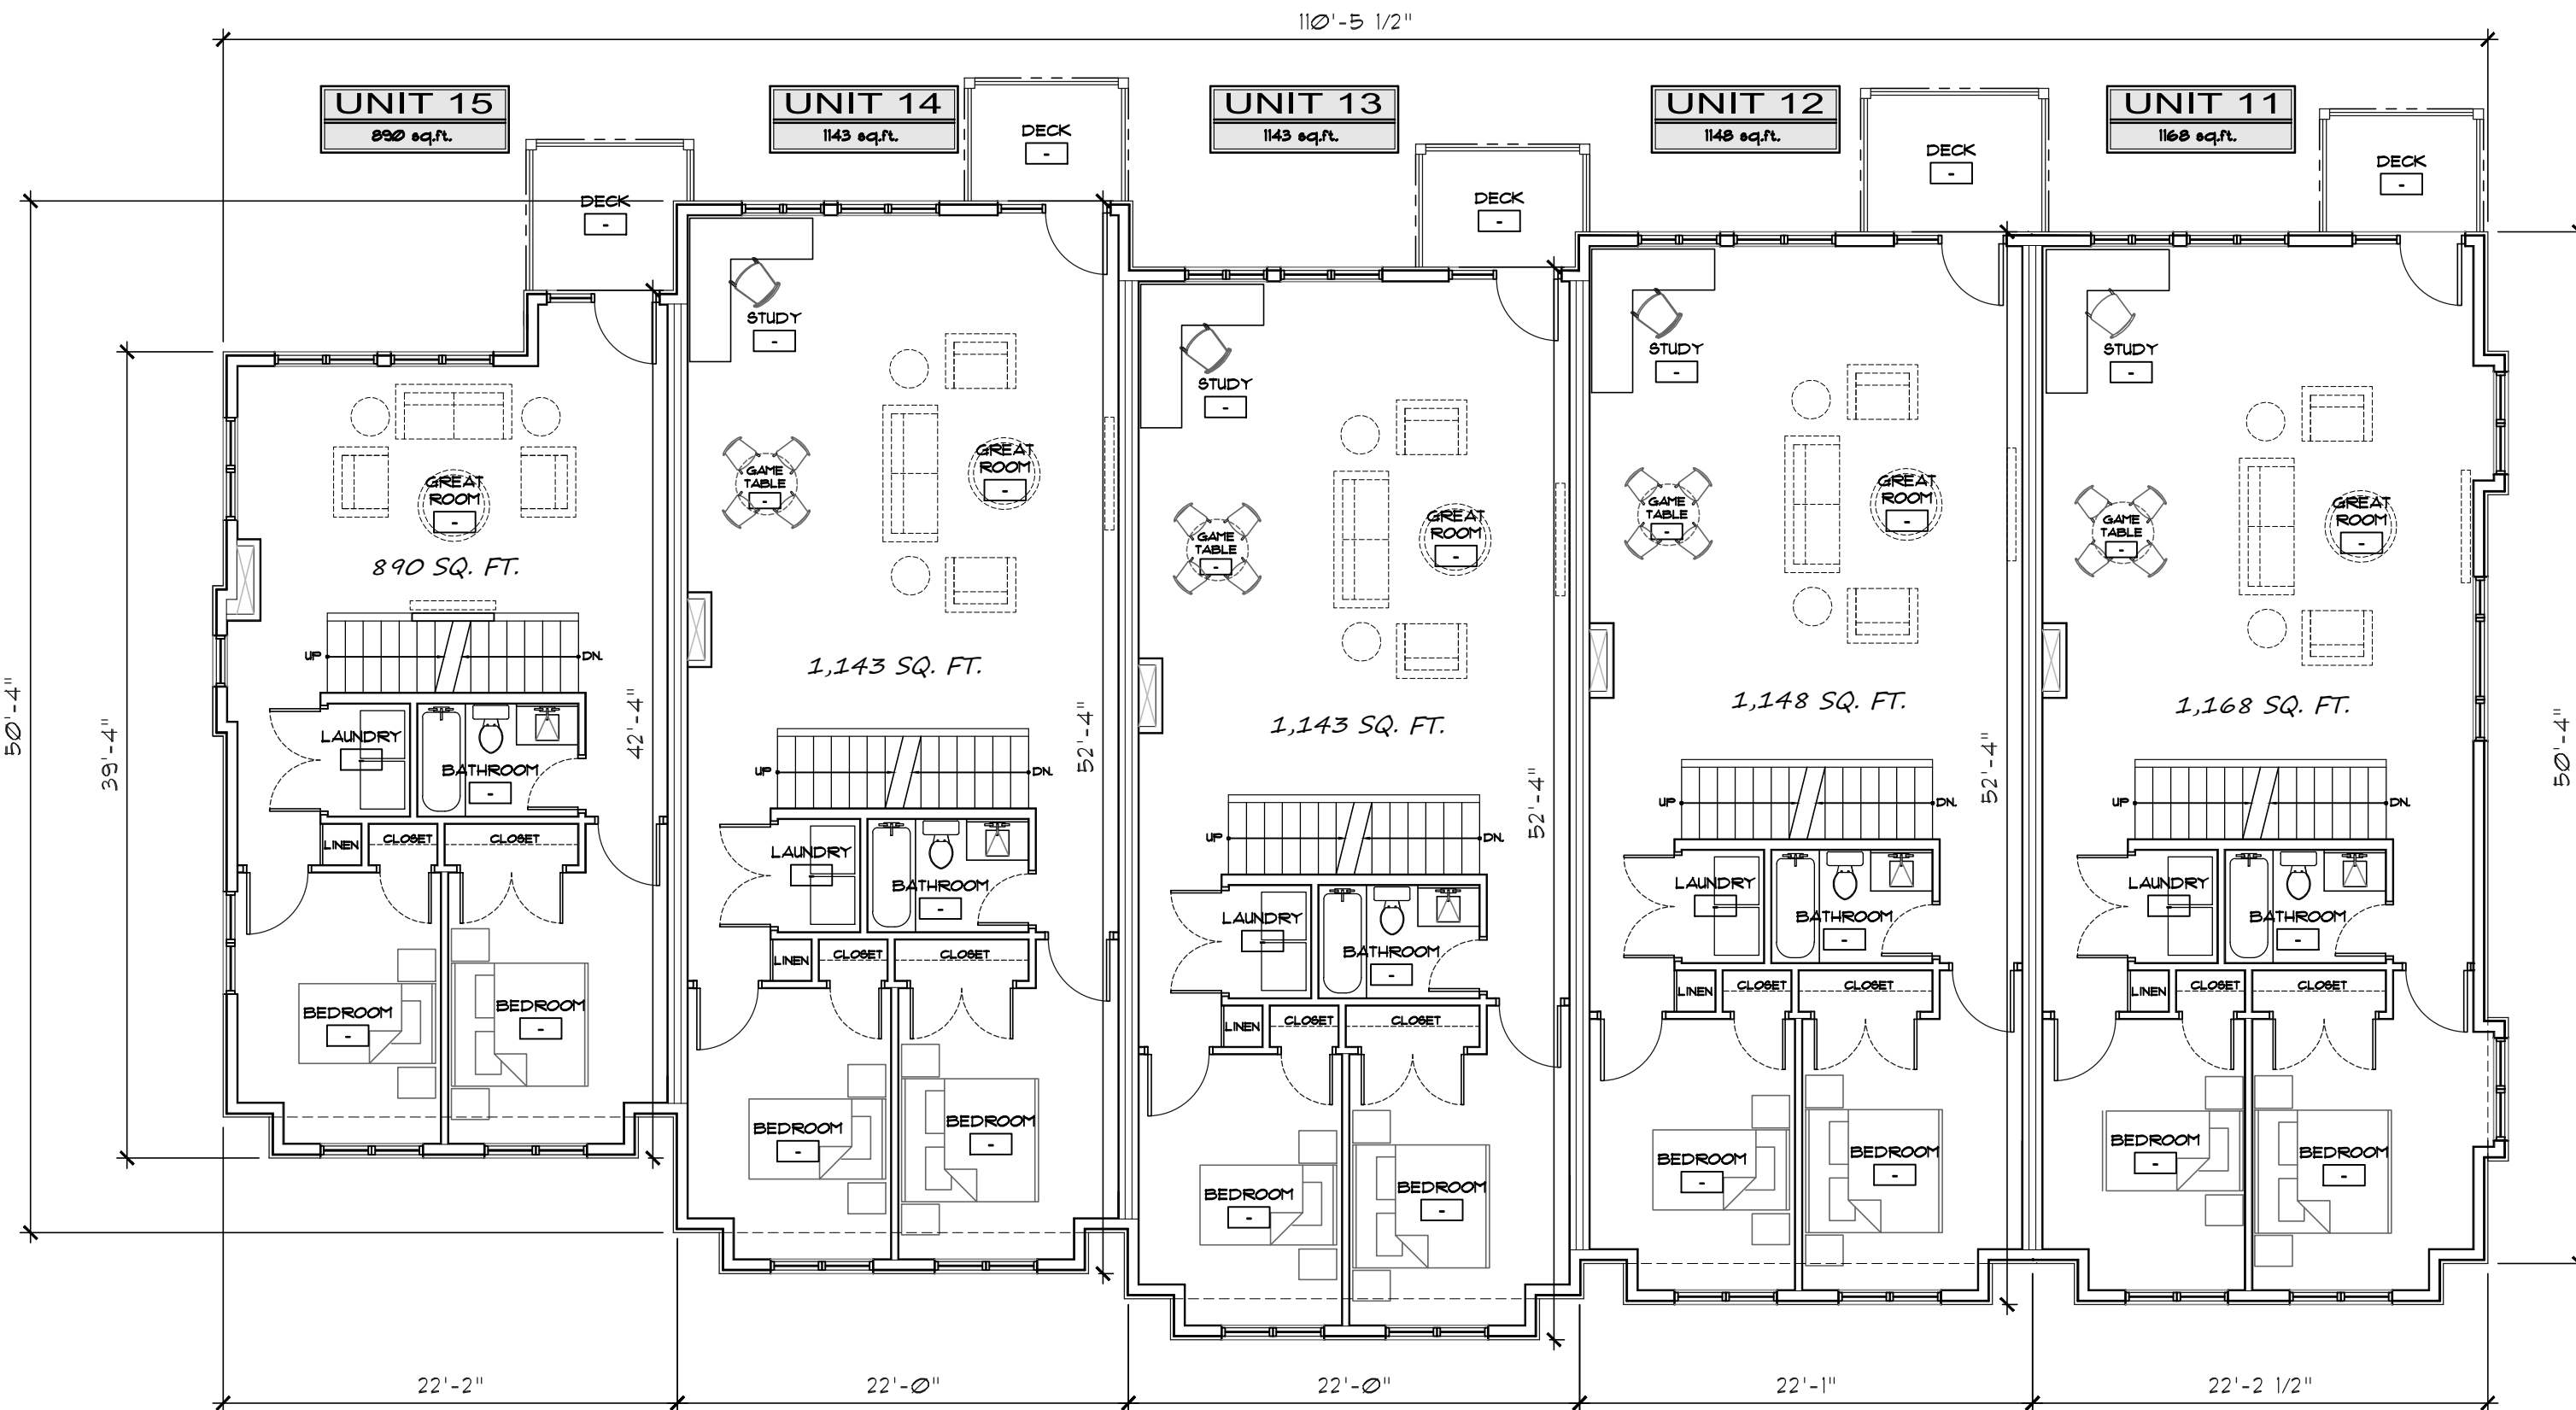 110'-5 1/2"
UNIT 15
890 sq.ft.
UNIT 14
1143 sq.ft.
UNIT 13
1143 sq.ft.
UNIT 12
1148 sq.ft.
UNIT 11
1168 sq.ft.
DECK
-
DECK
-
DECK
-
DECK
-
DECK
-
50'-4"
39'-4"
GREAT
ROOM
-
890 SQ. FT.
UP
DN.
LAUNDRY
BATHROOM
-
LINEN
CLOSET
CLOSET
BEDROOM
-
BEDROOM
-
42'-4"
STUDY
-
GAME
TABLE
-
GREAT
ROOM
-
1,143 SQ. FT.
UP
DN.
LAUNDRY
BATHROOM
-
LINEN
CLOSET
CLOSET
BEDROOM
-
BEDROOM
-
52'-4"
STUDY
-
GAME
TABLE
-
GREAT
ROOM
-
1,143 SQ. FT.
UP
DN.
LAUNDRY
BATHROOM
-
LINEN
CLOSET
CLOSET
BEDROOM
-
BEDROOM
-
52'-4"
STUDY
-
GAME
TABLE
-
GREAT
ROOM
-
1,148 SQ. FT.
UP
DN.
LAUNDRY
BATHROOM
-
LINEN
CLOSET
CLOSET
BEDROOM
-
BEDROOM
-
52'-4"
STUDY
-
GAME
TABLE
-
GREAT
ROOM
-
1,168 SQ. FT.
UP
DN.
LAUNDRY
BATHROOM
-
LINEN
CLOSET
CLOSET
BEDROOM
-
BEDROOM
-
50'-4"
22'-2"
22'-0"
22'-0"
22'-1"
22'-2 1/2"